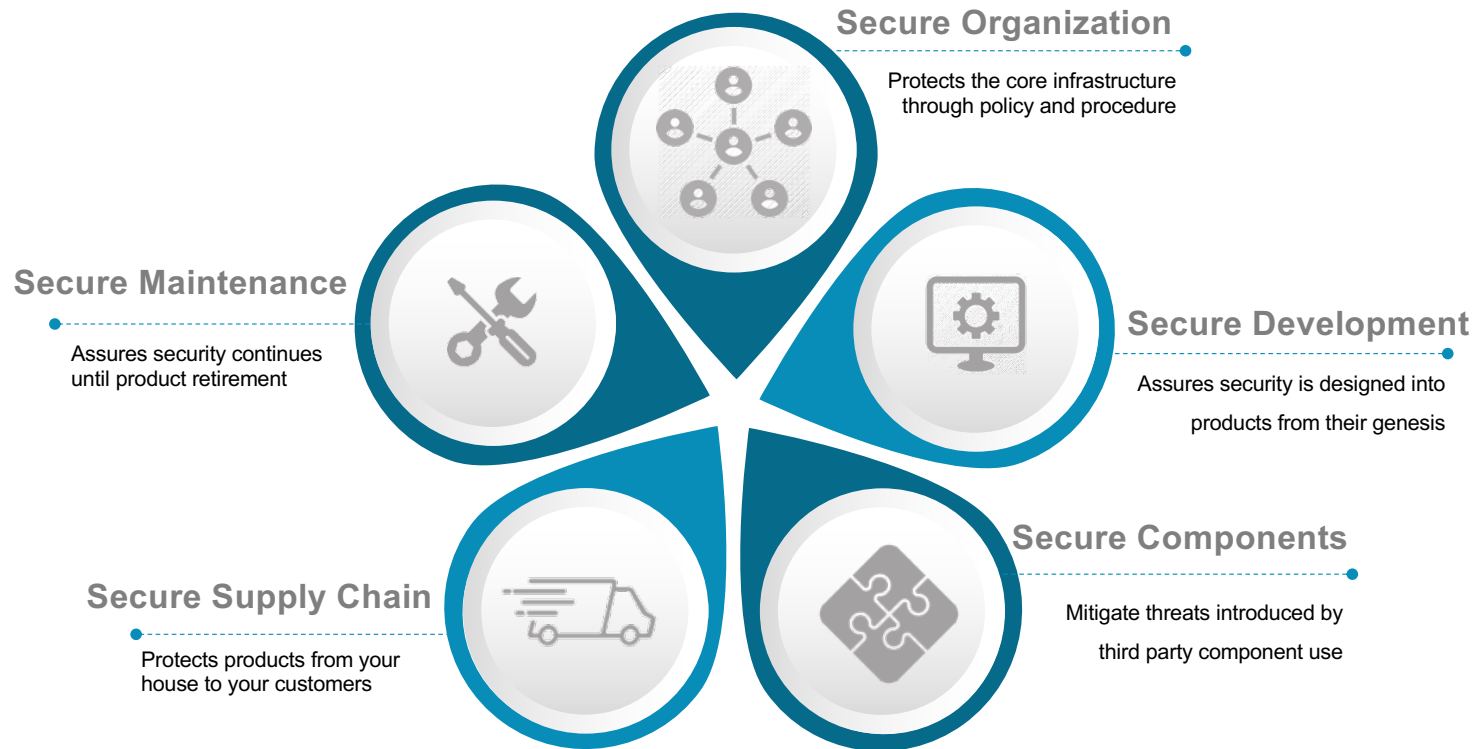 Secure Organization
Protects the core infrastructure
through policy and procedure
Secure Maintenance
Assures security continues
until product retirement
Secure Development
Assures security is designed into
products from their genesis
Secure Components
Mitigate threats introduced by
third party component use
Secure Supply Chain
Protects products from your
house to your customers